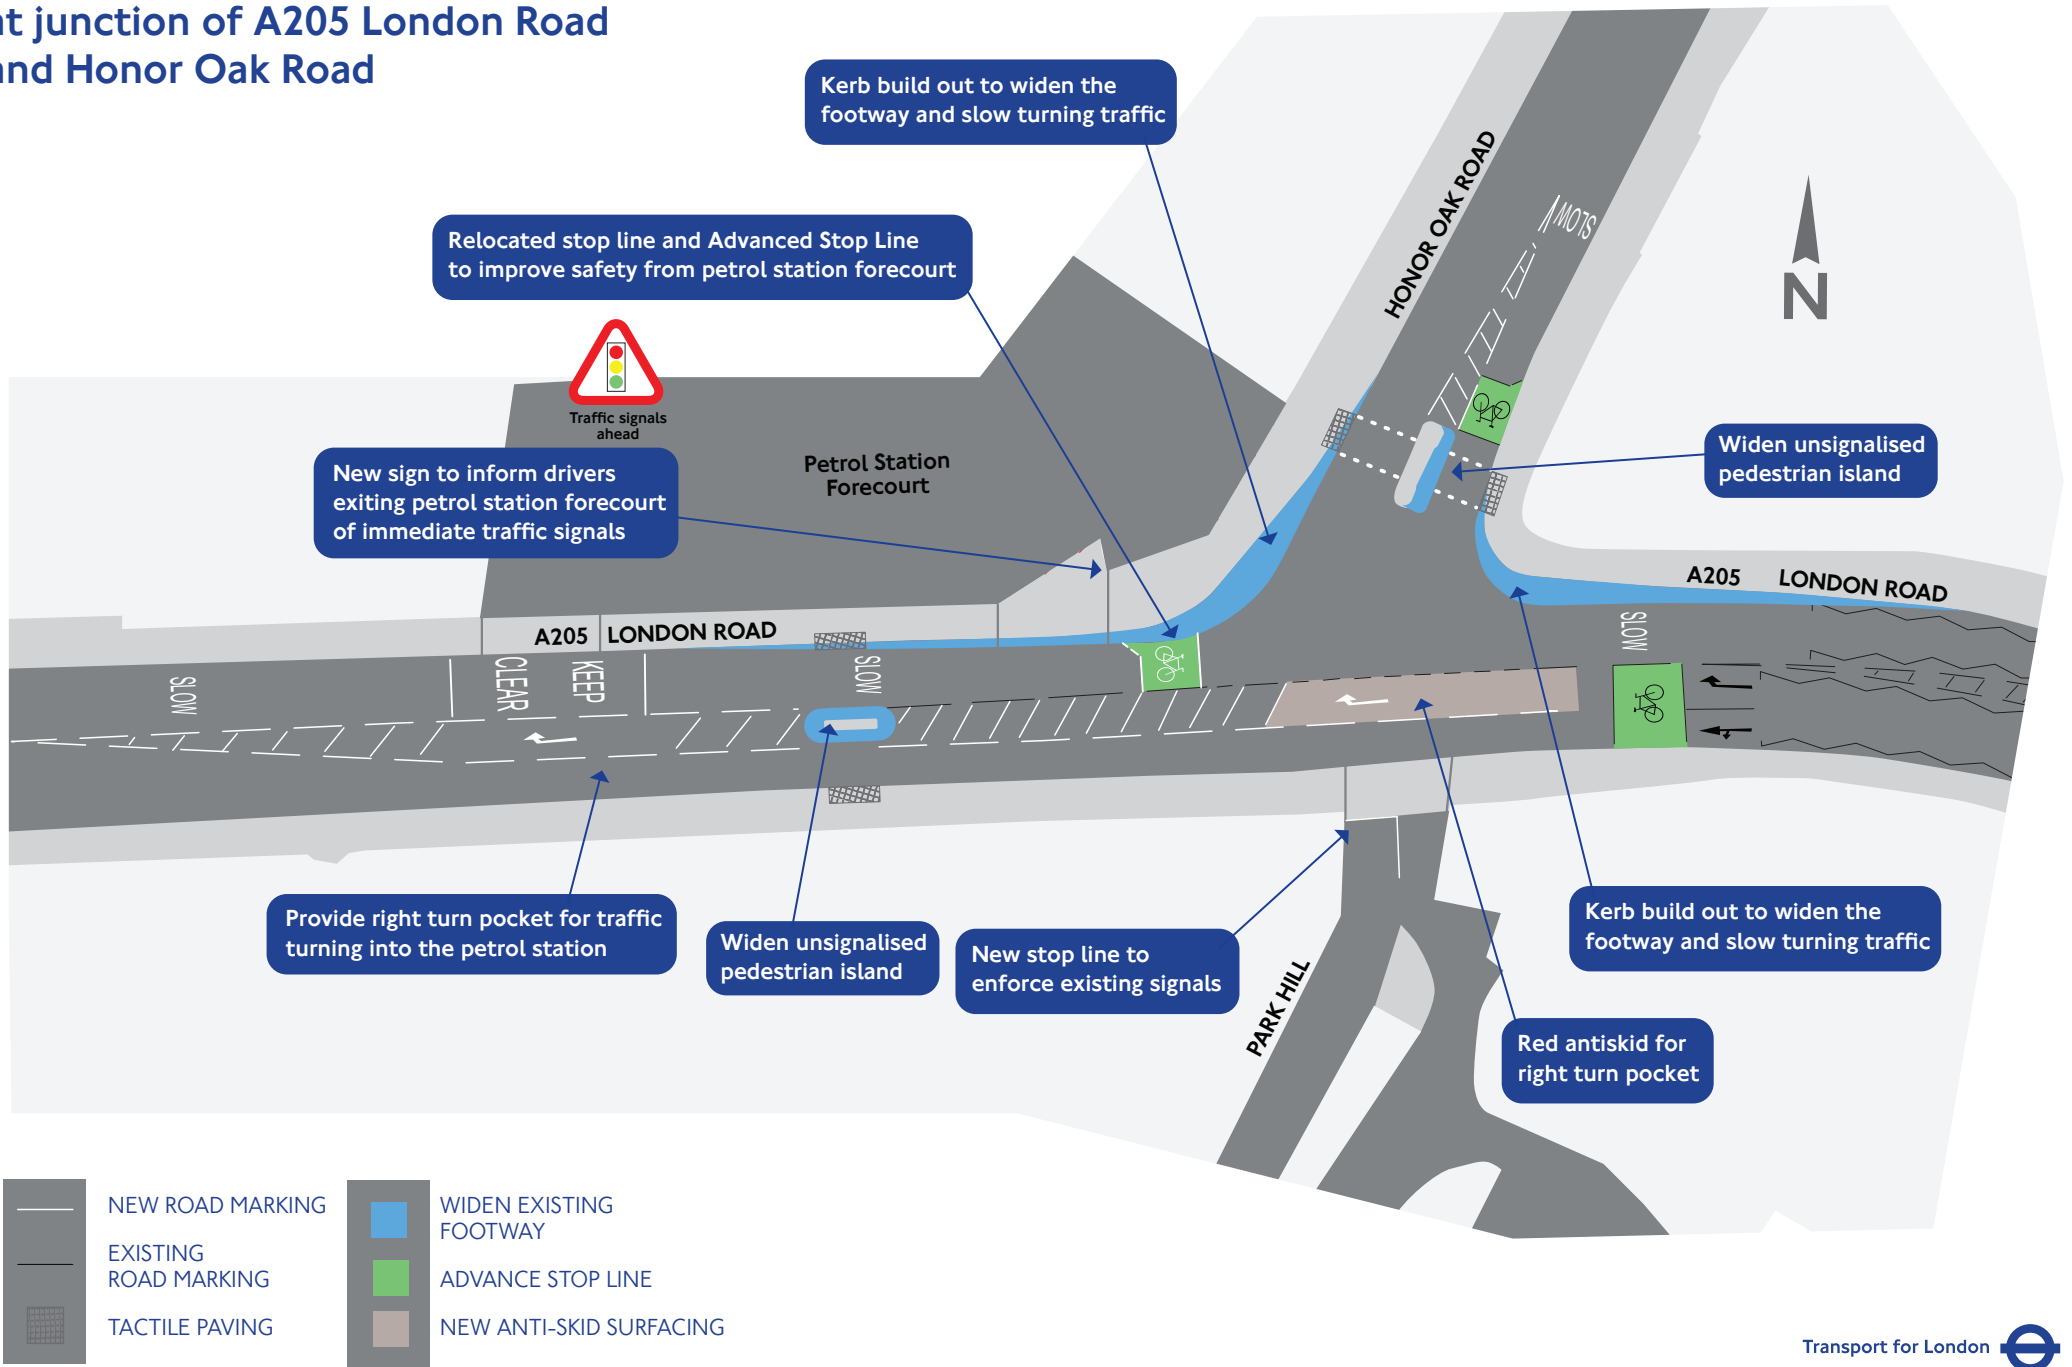 nt junction of A205 London Road
and Honor Oak Road
Kerb build out to widen the
footway and slow turning traffic
Relocated stop line and Advanced Stop Line
to improve safety from petrol station forecourt
Traffic signals
ahead
New sign to inform drivers
exiting petrol station forecourt
of immediate traffic signals
Petrol Station
Forecourt
HONOR OAK ROAD
SLOW
N
Widen unsignalised
pedestrian island
A205 LONDON ROAD
A205 LONDON ROAD
SLOW
CLEAR
KEEP
SLOW
SLOW
Provide right turn pocket for traffic
turning into the petrol station
Widen unsignalised
pedestrian island
New stop line to
enforce existing signals
Kerb build out to widen the
footway and slow turning traffic
PARK HILL
Red antiskid for
right turn pocket
NEW ROAD MARKING
EXISTING
ROAD MARKING
TACTILE PAVING
WIDEN EXISTING
FOOTWAY
ADVANCE STOP LINE
NEW ANTI-SKID SURFACING
Transport for London